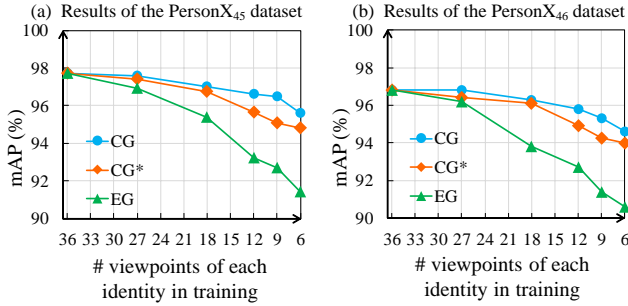 (a) Results of the PersonX45 dataset
100
98
96
94
92
90
mAP (%)
CG
CG*
EG
36 33 30 27 24 21 18 15 12 9 6
# viewpoints of each
identity in training
(b) Results of the PersonX46 dataset
100
98
96
94
92
90
mAP (%)
CG
CG*
EG
36 33 30 27 24 21 18 15 12 9 6
# viewpoints of each
identity in training